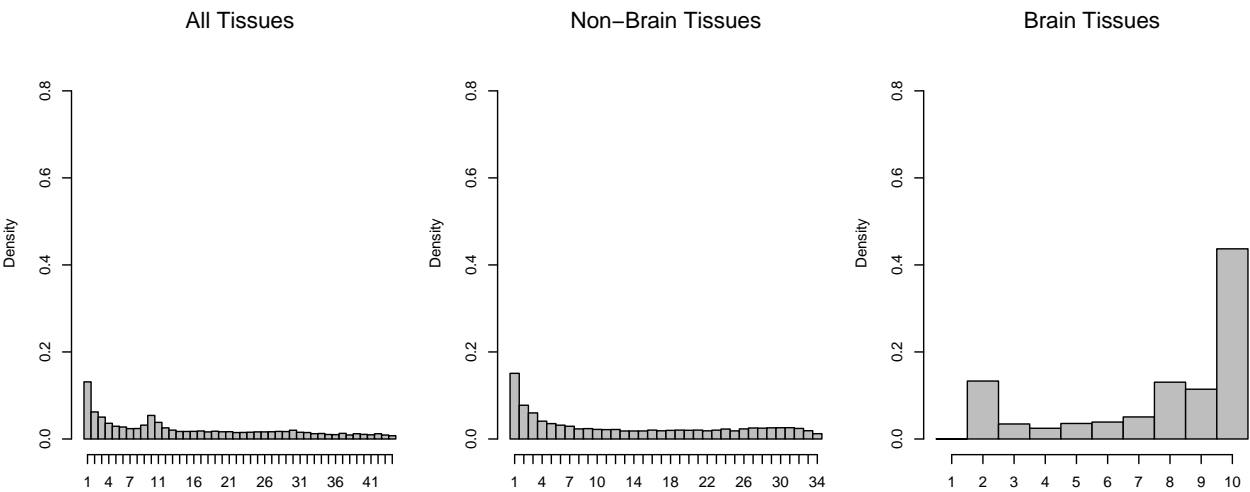 All Tissues
Density
0.0 0.2 0.4 0.6 0.8
1 4 7 11 16 21 26 31 36 41
Non−Brain Tissues
Density
0.0 0.2 0.4 0.6 0.8
1 4 7 10 14 18 22 26 30 34
Brain Tissues
Density
0.0 0.2 0.4 0.6 0.8
1 2 3 4 5 6 7 8 9 10